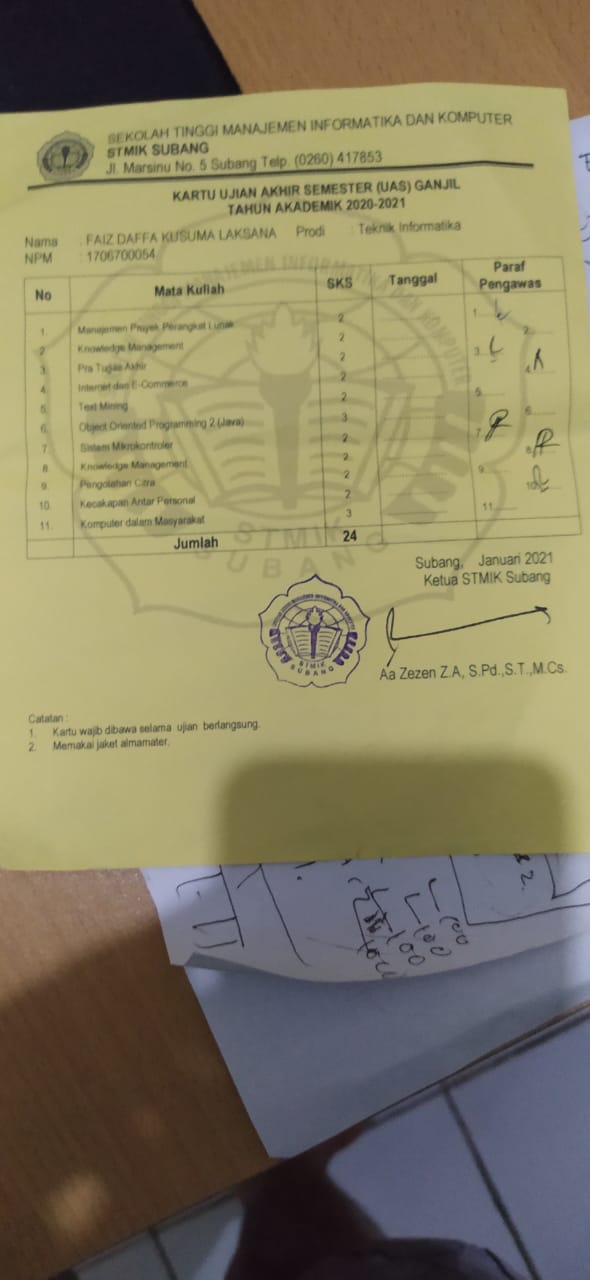 SEKOLAH TINGGI MANAJEMEN INFORMATIKA DAN KOMPUTER
STMIK SUBANG
Jl. Marsinu No. 5 Subang Telp. (0260) 417853
KARTU UJIAN AKHIR SEMESTER (UAS) GANJIL
TAHUN AKADEMIK 2020-2021
Nama : FAIZ DAFFA KUSUMA LAKSANA Prodi : Teknik Informatika
NPM : 1706700054
No Mata Kuliah SKS Tanggal Paraf Pengawas
1. Manajemen Proyek Perangkat Lunak 2 1.
2. Knowledge Management 2 2.
3. Pra Tugas Akhir 2 3.
4. Internet dan E-Commerce 2 4.
5. Text Mining 2 5.
6. Object Oriented Programming 2 (Java) 3 6.
7. Sistem Mikrokontroler 2 7.
8. Knowledge Management 2 8.
9. Pengolahan Citra 2 9.
10. Kecakapan Antar Personal 2 10.
11. Komputer dalam Masyarakat 3 11.
Jumlah 24
STMIK
SUBANG
Subang, Januari 2021
Ketua STMIK Subang
STMIK
SUBANG
Aa Zezen Z.A, S.Pd.,S.T.,M.Cs.
Catatan :
1. Kartu wajib dibawa selama ujian berlangsung.
2. Memakai jaket almamater.
2.
100
100
100